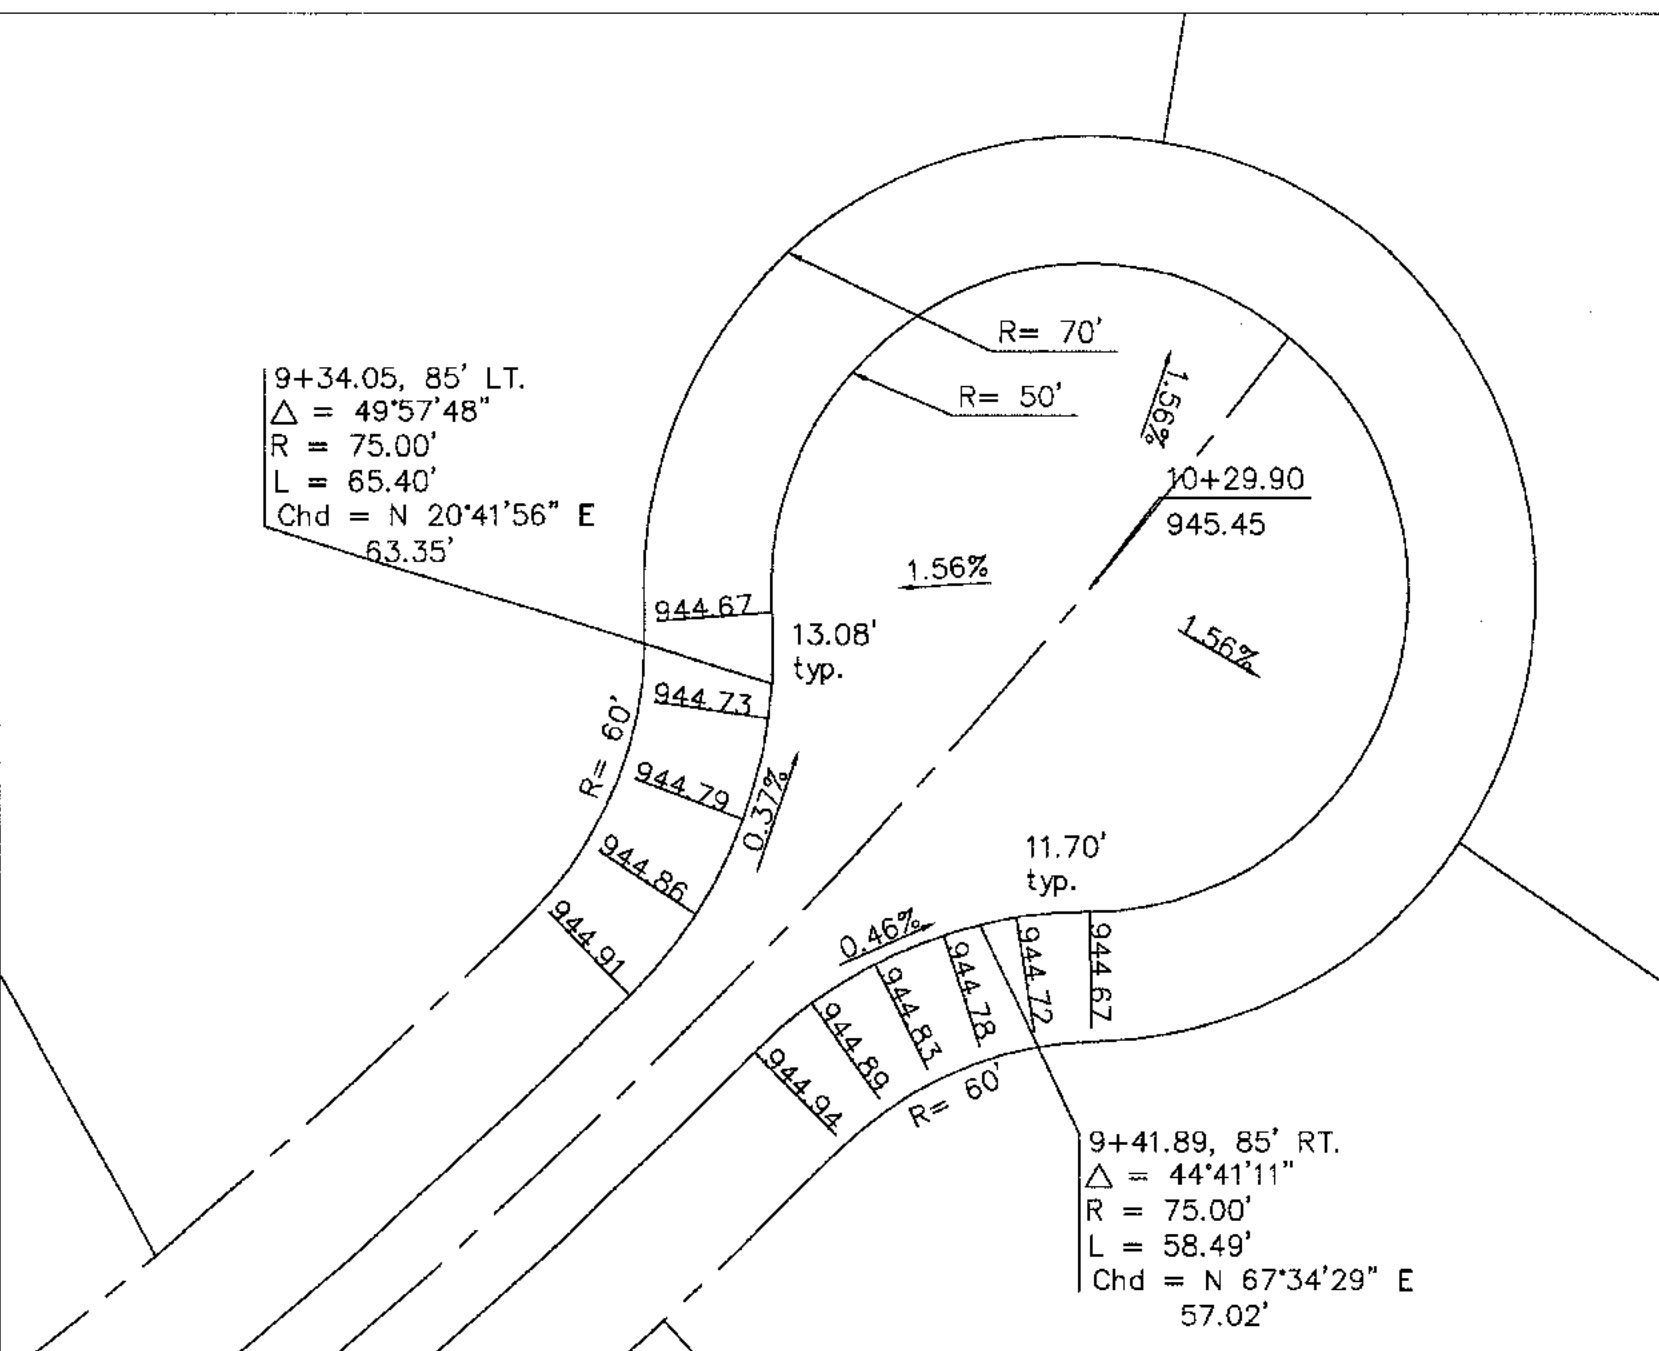 R= 70'
R= 50'
1.56%
9+34.05, 85' LT.
△ = 49°57'48"
R = 75.00'
L = 65.40'
Chd = N 20°41'56" E
63.35'
10+29.90
945.45
1.56%
1.56%
944.67
13.08'
typ.
944.73
R= 60'
944.79
0.37%
944.86
944.91
11.70'
typ.
0.46%
944.67
944.72
944.78
944.83
944.89
944.94
R= 60'
9+41.89, 85' RT.
△ = 44°41'11"
R = 75.00'
L = 58.49'
Chd = N 67°34'29" E
57.02'